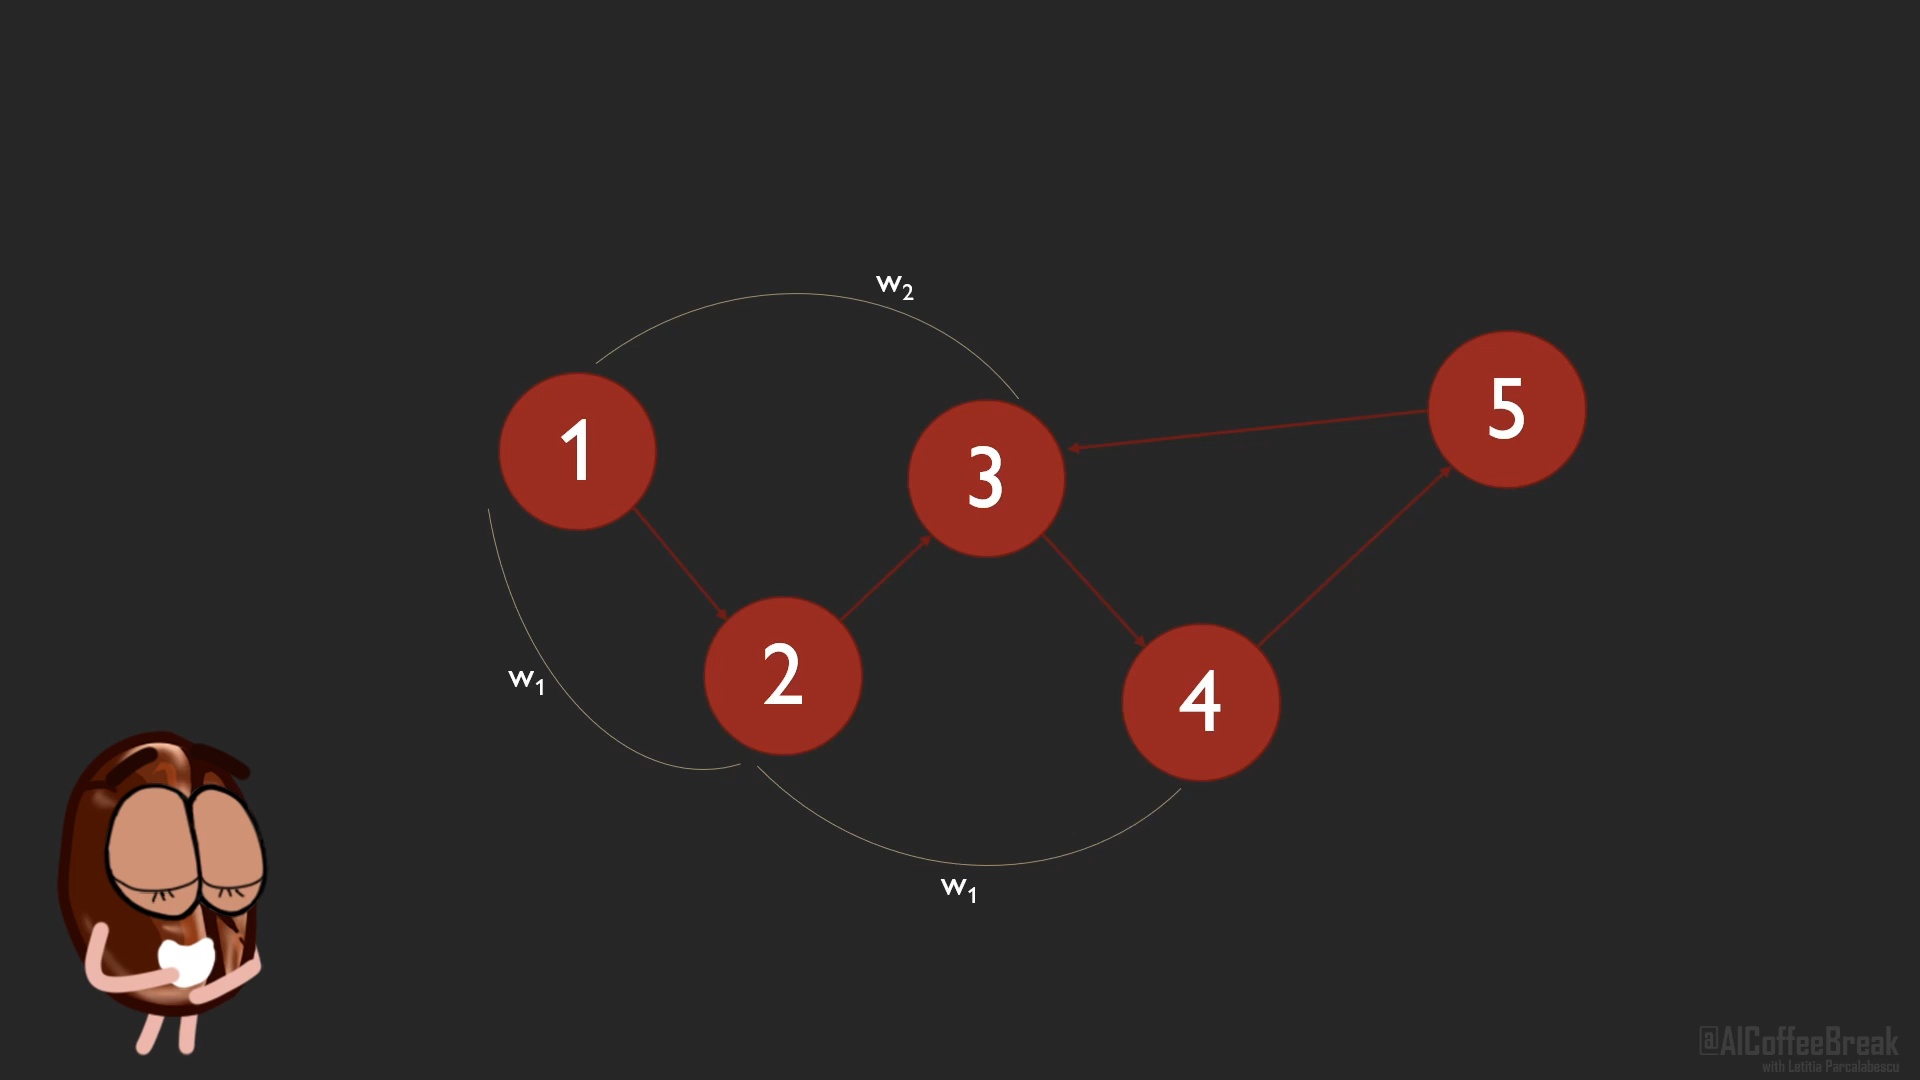 w₂
1
3
5
w₁
2
4
w₁
@AICoffeeBreak
with Letitia Parcalabescu